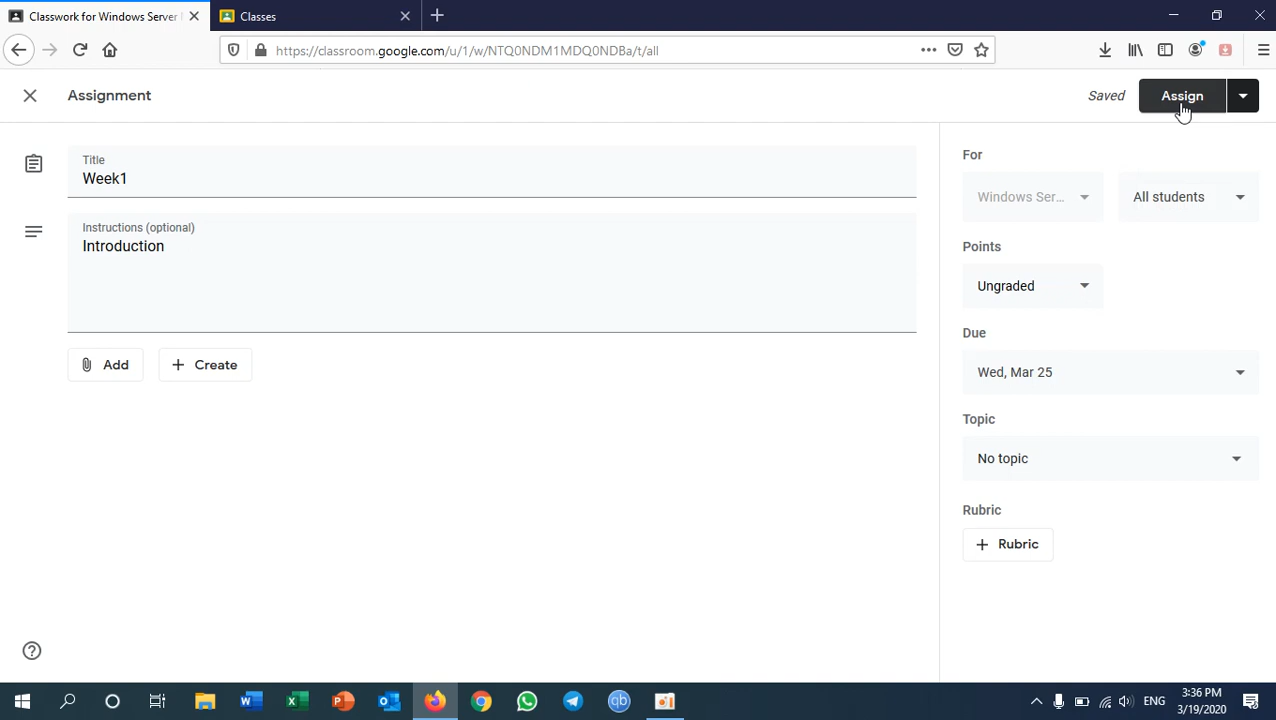 Classwork for Windows Server
Classes
https://classroom.google.com/u/1/w/NTQ0NDM1MDQ0NDBa/t/all
Assignment
Saved
Assign
Title
Week1
Instructions (optional)
Introduction
Add
Create
For
Windows Ser...
All students
Points
Ungraded
Due
Wed, Mar 25
Topic
No topic
Rubric
Rubric
ENG
3:36 PM
3/19/2020